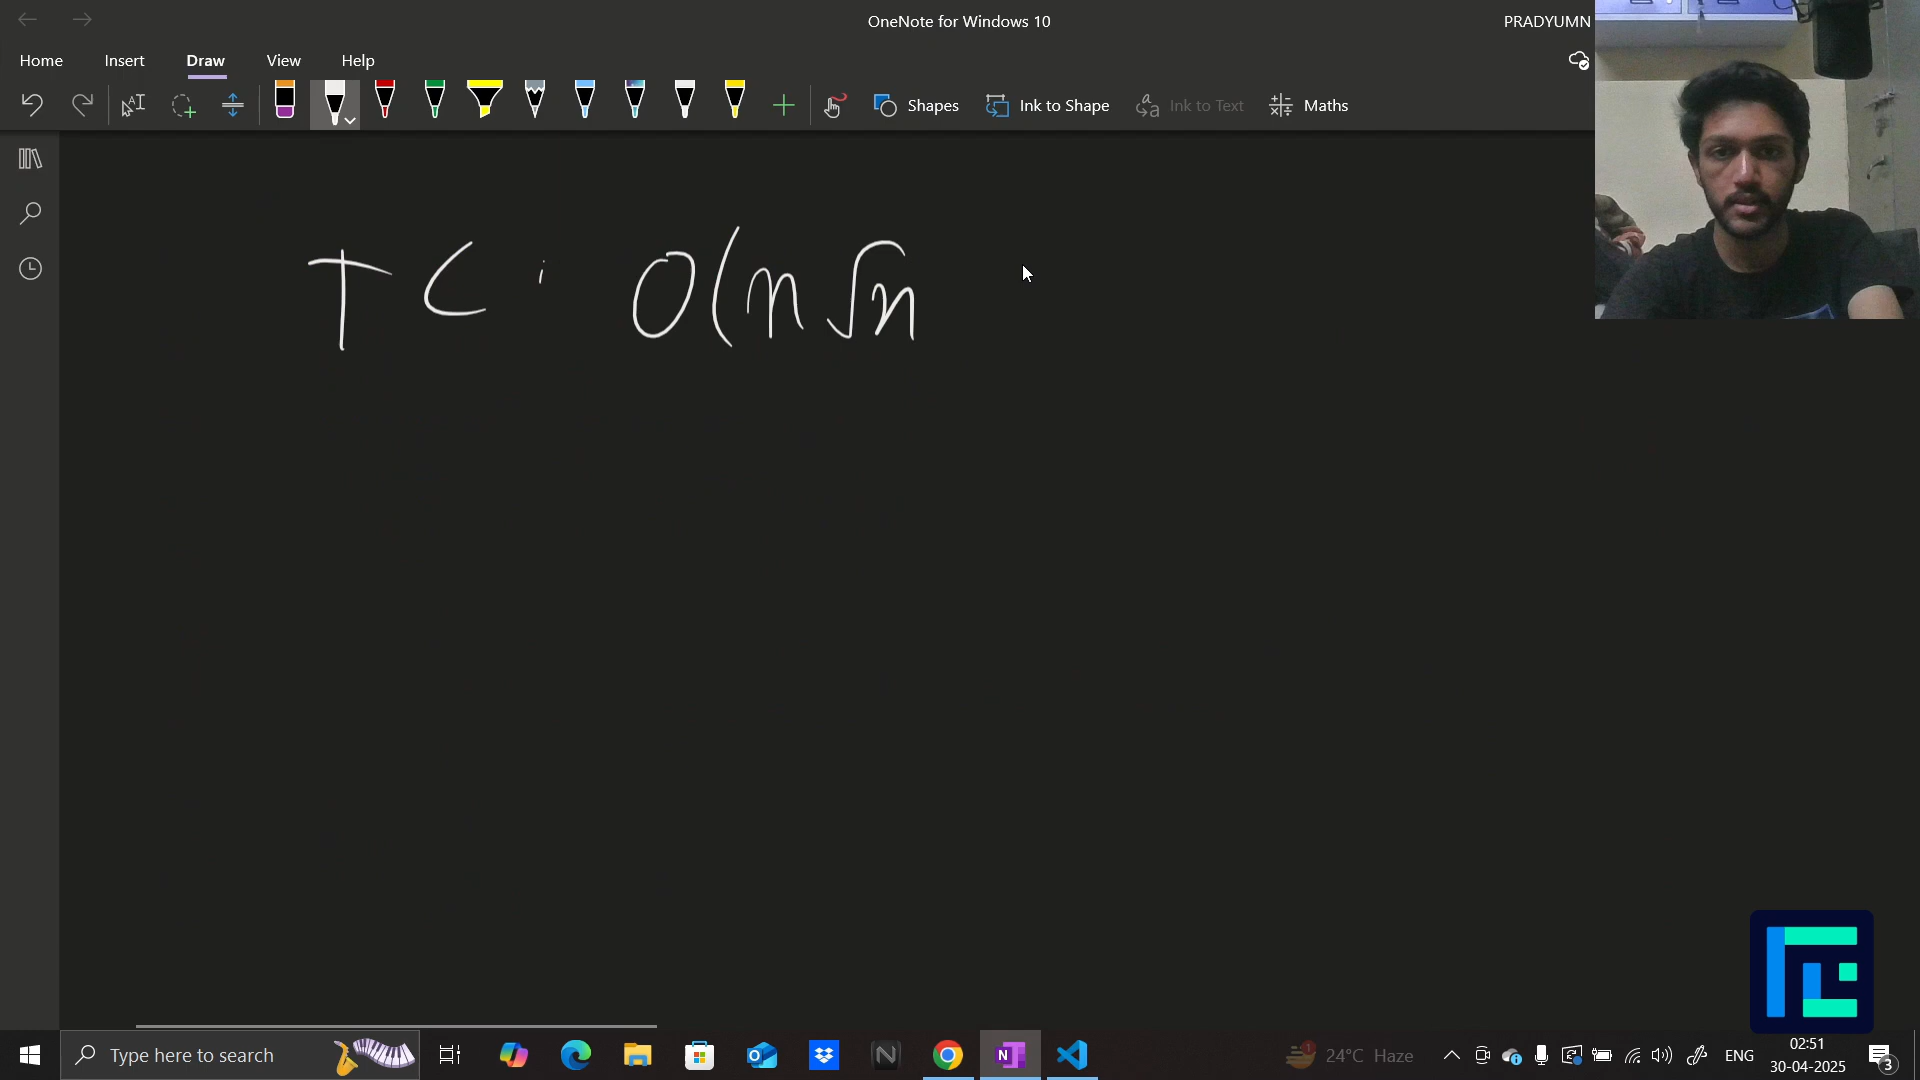 OneNote for Windows 10
PRADYUMN
Home Insert Draw View Help
Shapes Ink to Shape Ink to Text Maths
T C : O(n √n
Type here to search
24°C Haze
ENG
02:51
30-04-2025
3